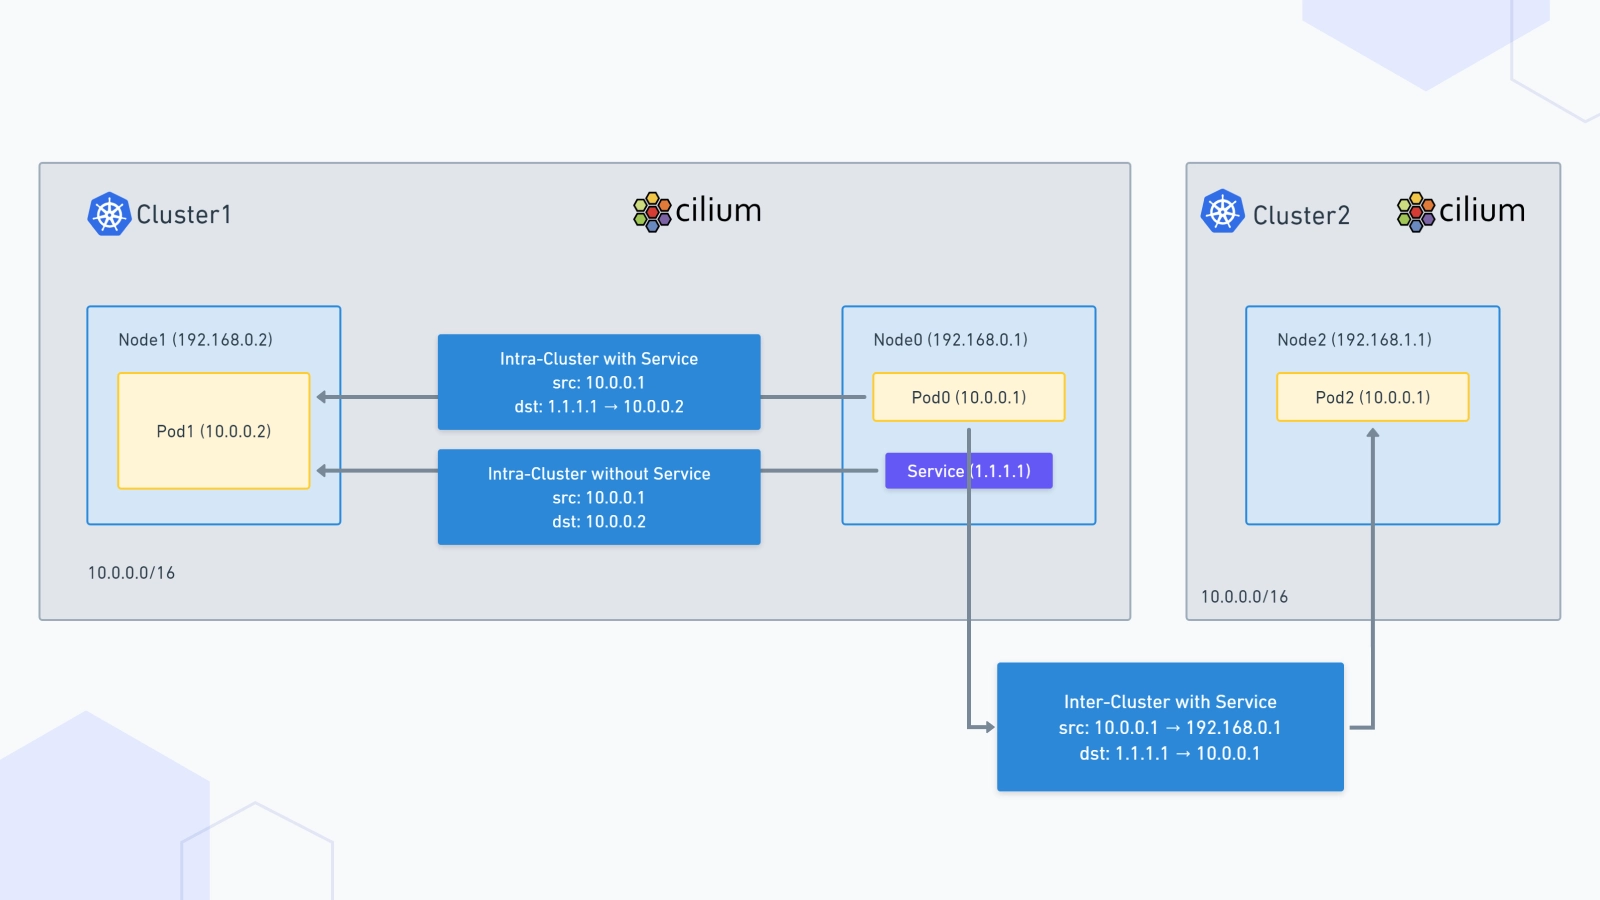 Cluster1
cilium
Node1 (192.168.0.2)
Pod1 (10.0.0.2)
Intra-Cluster with Service
src: 10.0.0.1
dst: 1.1.1.1 → 10.0.0.2
Intra-Cluster without Service
src: 10.0.0.1
dst: 10.0.0.2
Node0 (192.168.0.1)
Pod0 (10.0.0.1)
Service (1.1.1.1)
10.0.0.0/16
Cluster2
cilium
Node2 (192.168.1.1)
Pod2 (10.0.0.1)
10.0.0.0/16
Inter-Cluster with Service
src: 10.0.0.1 → 192.168.0.1
dst: 1.1.1.1 → 10.0.0.1